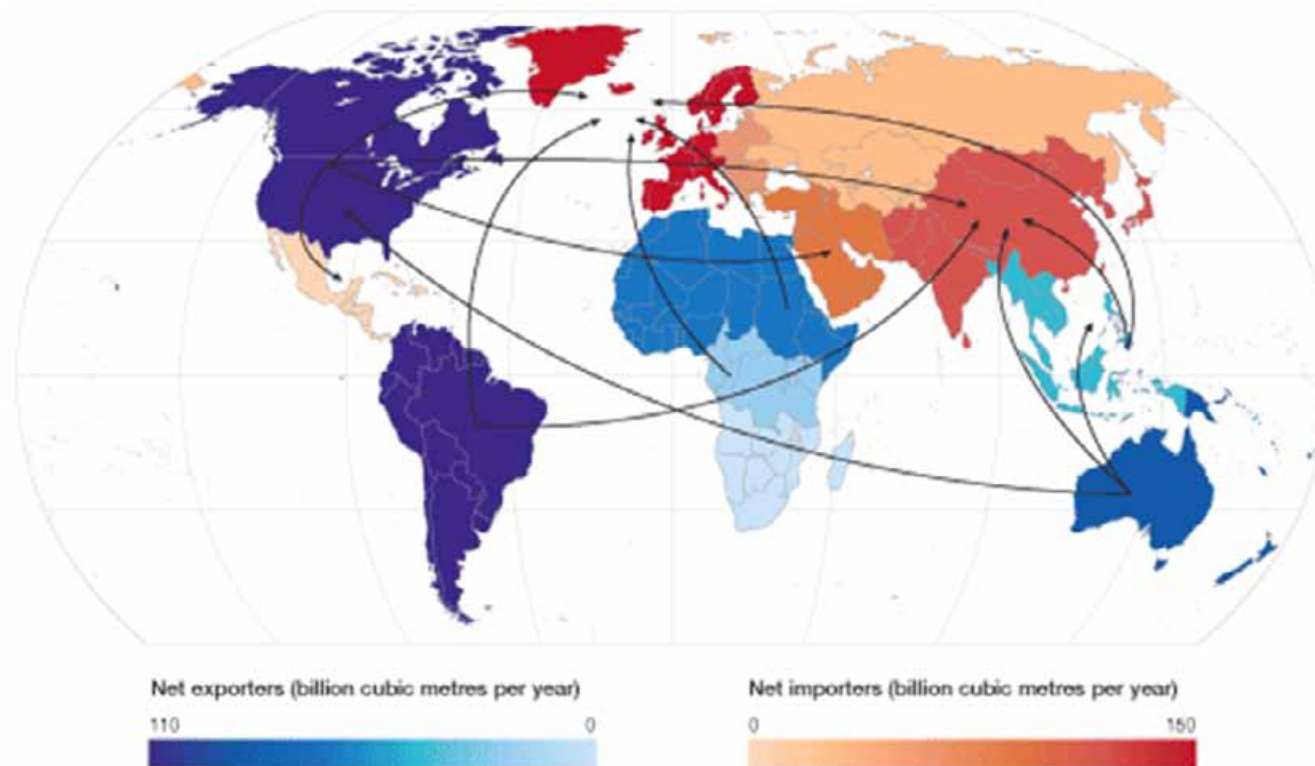 Net exporters (billion cubic metres per year)
110 0
Net importers (billion cubic metres per year)
0 150